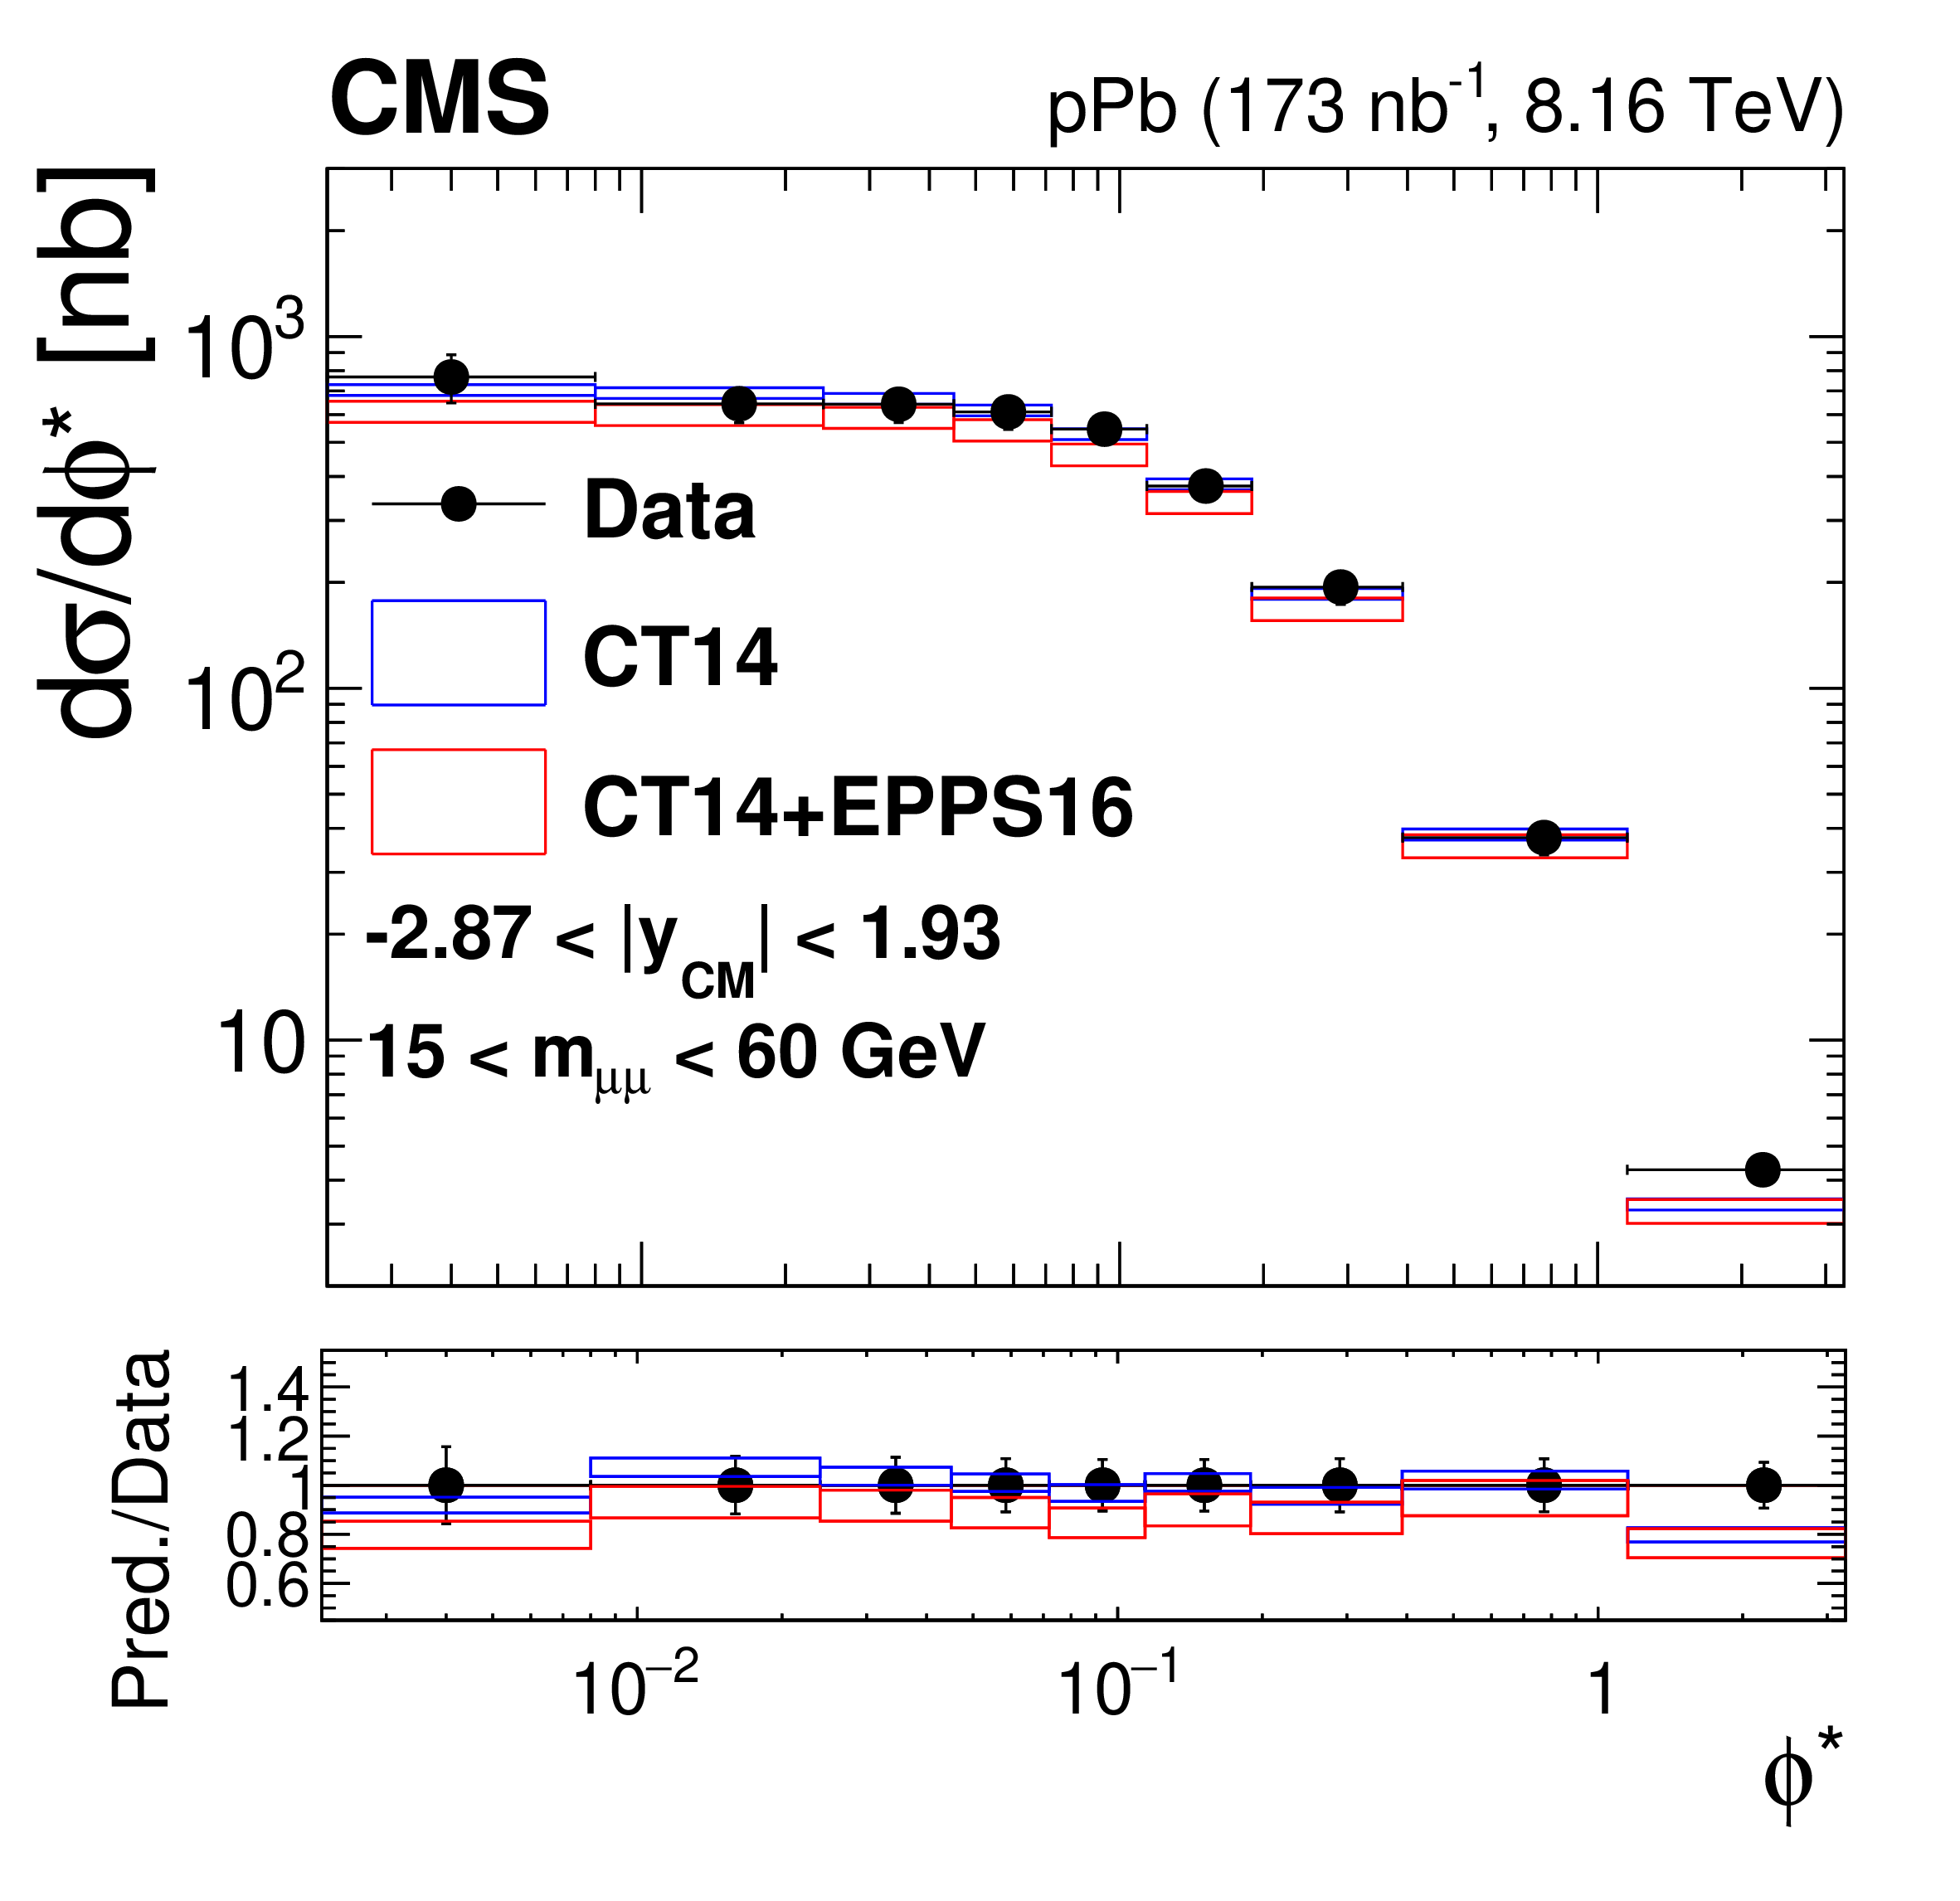 CMS
pPb (173 nb⁻¹, 8.16 TeV)
dσ/dϕ* [nb]
10³
10²
10
Data
CT14
CT14+EPPS16
-2.87 < |y_CM| < 1.93
15 < m_μμ < 60 GeV
Pred./Data
1.4
1.2
1
0.8
0.6
10⁻²
10⁻¹
1
ϕ*